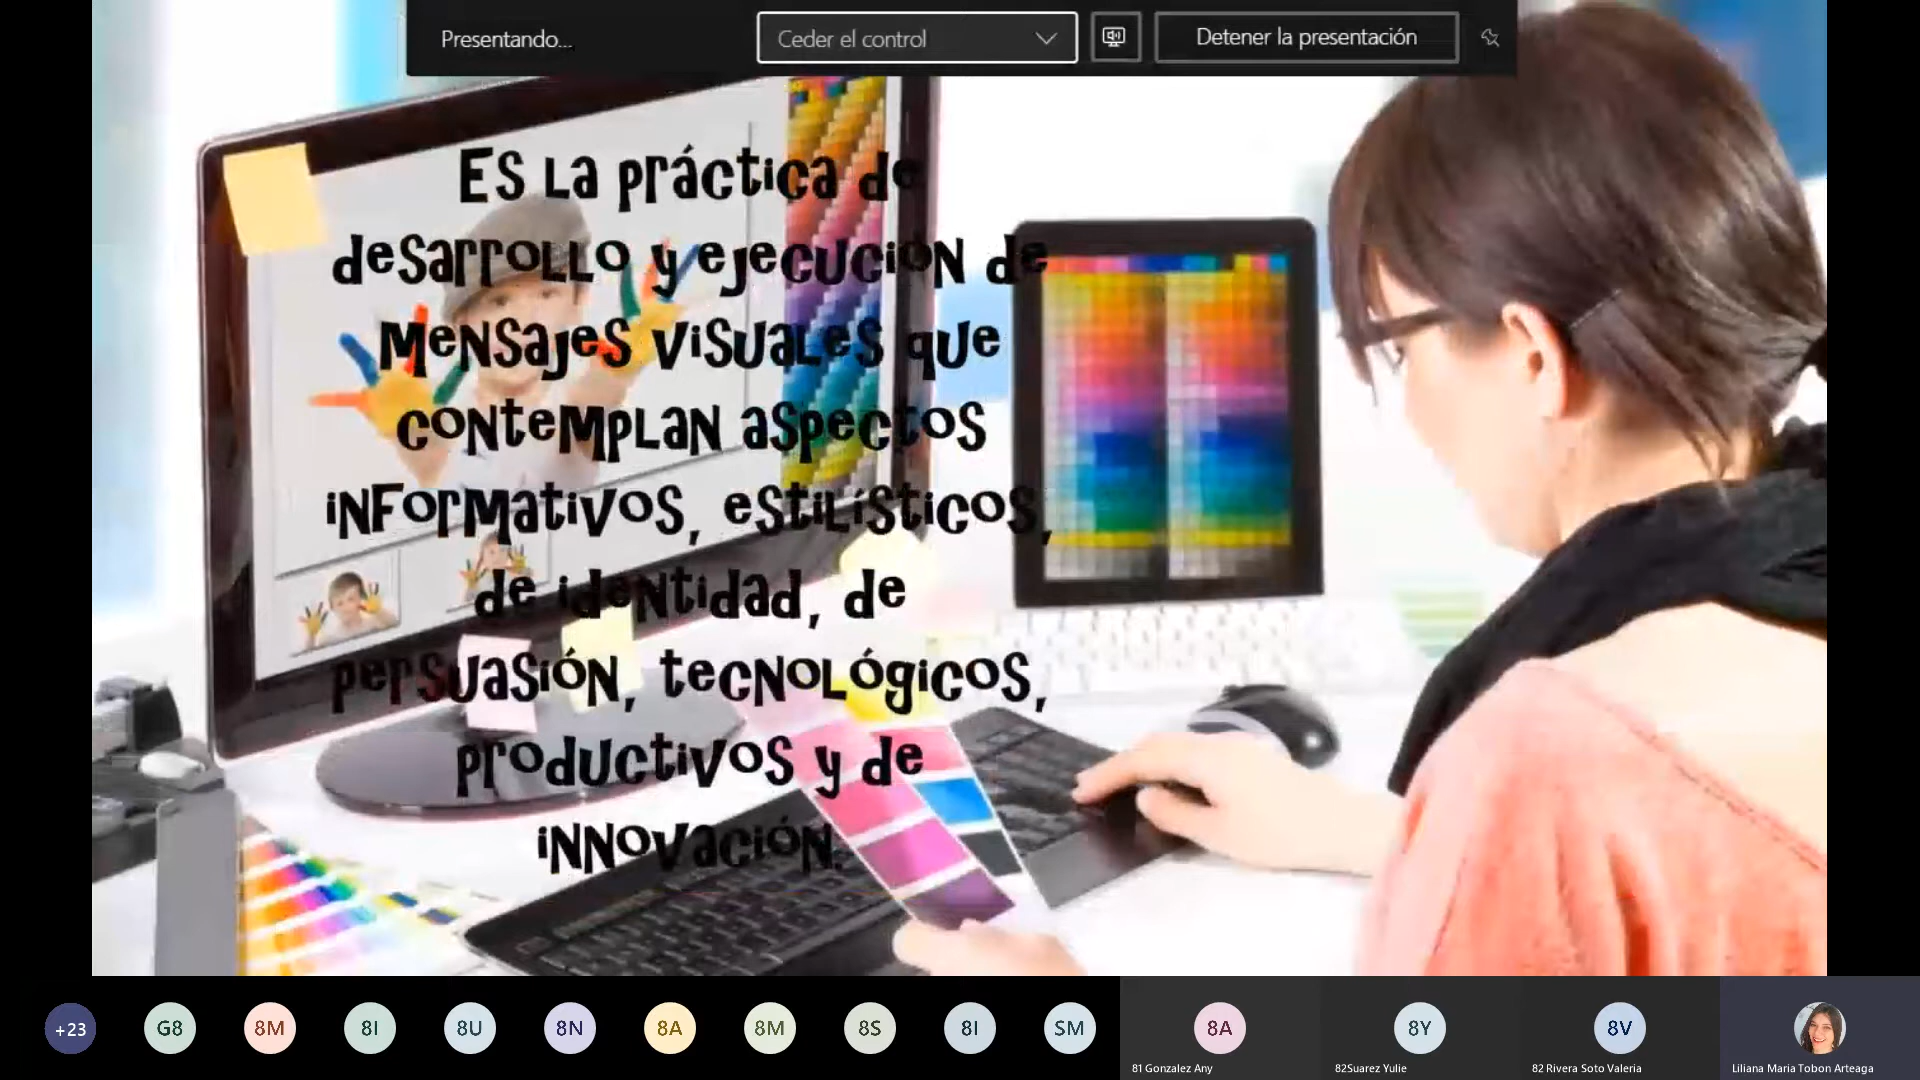 Presentando...
Ceder el control
Detener la presentación
Es la práctica de
desarrollo y ejecución de
mensajes visuales que
contemplan aspectos
informativos, estilísticos,
de identidad, de
persuasión, tecnológicos,
productivos y de
innovación.
+23
G8
8M
8I
8U
8N
8A
8M
8S
8I
SM
8A
8Y
8V
81 Gonzalez Any
82Suarez Yulie
82 Rivera Soto Valeria
Liliana Maria Tobon Arteaga